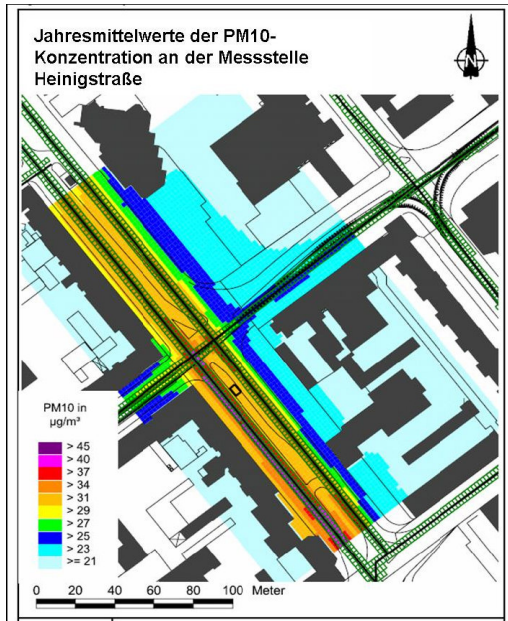 Jahresmittelwerte der PM10-
Konzentration an der Messstelle
Heinigstraße
N
PM10 in
µg/m³
> 45
> 40
> 37
> 34
> 31
> 29
> 27
> 25
> 23
>= 21
0 20 40 60 80 100 Meter